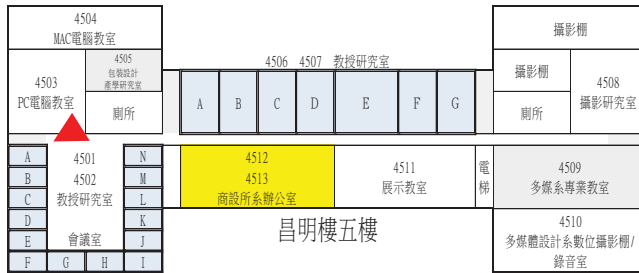 4504
MAC電腦教室
4505
包裝設計
產學研究室
4503
PC電腦教室
廁所
4506 4507 教授研究室
A B C D E F G
攝影棚
攝影棚
4508
攝影研究室
廁所
A
B
C
D
E
F G H I
N
M
L
K
J
4501
4502
教授研究室
會議室
4512
4513
商設所系辦公室
4511
展示教室
電
梯
4509
多媒系專業教室
4510
多媒體設計系數位攝影棚/
錄音室
昌明樓五樓